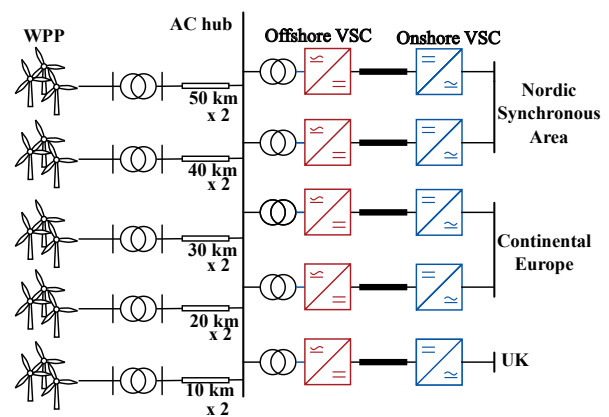 WPP
AC hub
Offshore VSC
Onshore VSC
50 km
x 2
40 km
x 2
30 km
x 2
20 km
x 2
10 km
x 2
Nordic
Synchronous
Area
Continental
Europe
UK